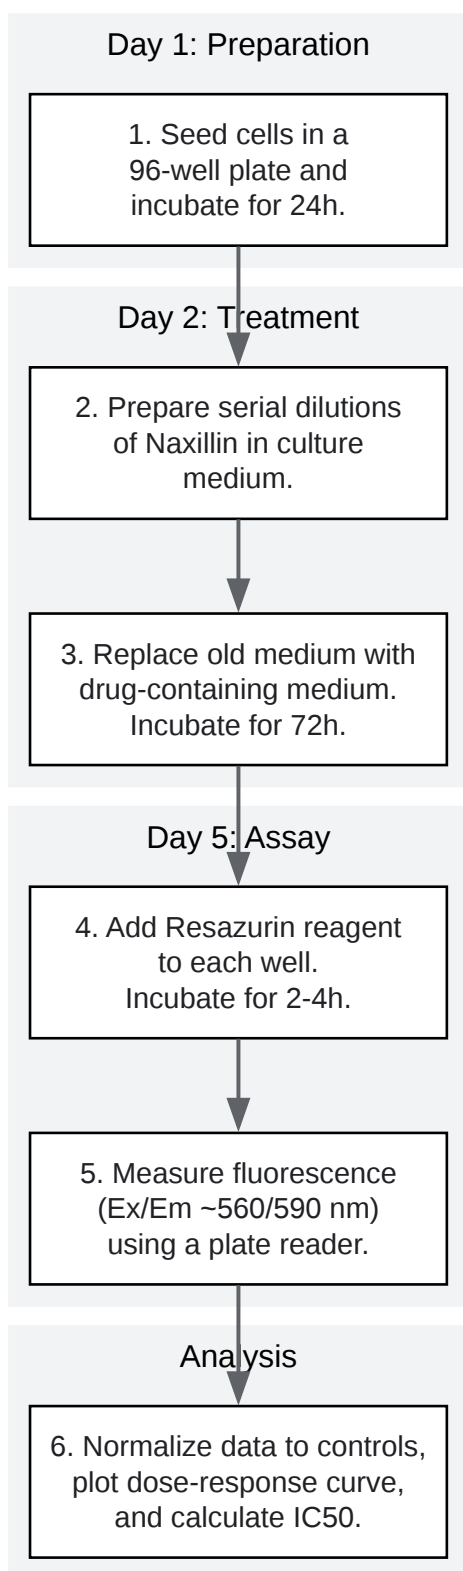 Day 1: Preparation
1. Seed cells in a
96-well plate and
incubate for 24h.
Day 2: Treatment
2. Prepare serial dilutions
of Naxillin in culture
medium.
3. Replace old medium with
drug-containing medium.
Incubate for 72h.
Day 5: Assay
4. Add Resazurin reagent
to each well.
Incubate for 2-4h.
5. Measure fluorescence
(Ex/Em ~560/590 nm)
using a plate reader.
Analysis
6. Normalize data to controls,
plot dose-response curve,
and calculate IC50.